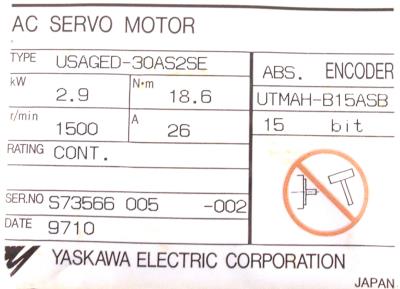 AC SERVO MOTOR
TYPE USAGED-30AS2SE
kW 2.9 N•m 18.6
r/min 1500 A 26
RATING CONT.
SER.NO S73566 005 -002
DATE 9710
ABS. ENCODER
UTMAH-B15ASB
15 bit
YASKAWA ELECTRIC CORPORATION
JAPAN